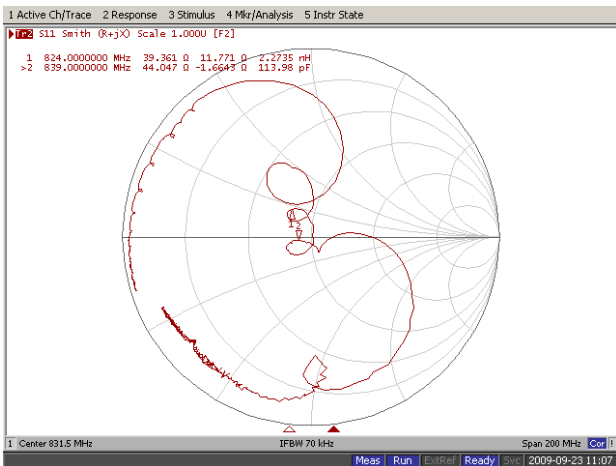 1 Active Ch/Trace 2 Response 3 Stimulus 4 Mkr/Analysis 5 Instr State
Tr2 S11 Smith (R+jX) Scale 1.000U [F2]
1 824.0000000 MHz 39.361 Ω 11.771 Ω 2.2735 nH
>2 839.0000000 MHz 44.047 Ω -1.6643 Ω 113.98 pF
1
2
1 Center 831.5 MHz IFBW 70 kHz Span 200 MHz Cor !
Meas Run ExtRef Ready Svc 2009-09-23 11:07